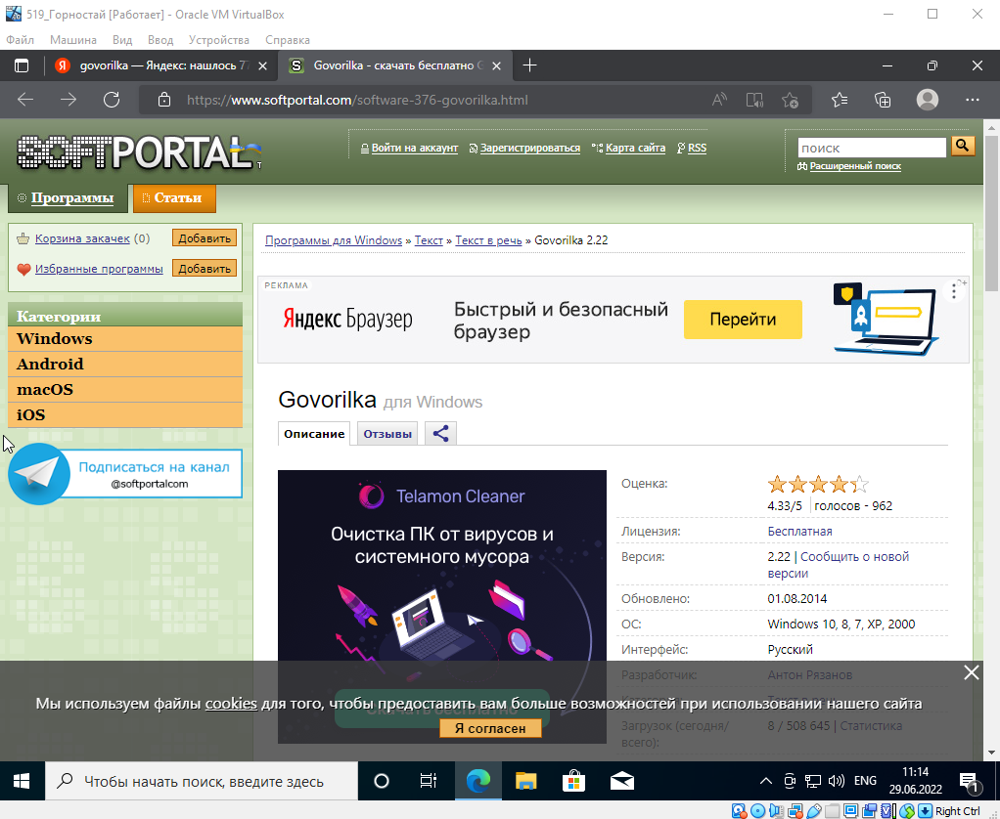 519_Горностай [Работает] - Oracle VM VirtualBox
Файл Машина Вид Ввод Устройства Справка
govorilka — Яндекс: нашлось 7
Govorilka - скачать бесплатно
https://www.softportal.com/software-376-govorilka.html
SOFTPORTAL
Войти на аккаунт Зарегистрироваться Карта сайта RSS
поиск
Расширенный поиск
Программы Статьи
Корзина закачек (0) Добавить
Избранные программы Добавить
Категории
Windows
Android
macOS
iOS
Подписаться на канал
@softportalcom
Программы для Windows » Текст » Текст в речь » Govorilka 2.22
РЕКЛАМА
Яндекс Браузер
Быстрый и безопасный
браузер
Перейти
Govorilka для Windows
Описание Отзывы
Telamon Cleaner
Очистка ПК от вирусов и
системного мусора
Оценка:
4.33/5 голосов - 962
Лицензия: Бесплатная
Версия: 2.22 | Сообщить о новой
версии
Обновлено: 01.08.2014
ОС: Windows 10, 8, 7, XP, 2000
Интерфейс: Русский
Разработчик: Антон Рязанов
Мы используем файлы cookies для того, чтобы предоставить вам больше возможностей при использовании нашего сайта
Я согласен
Загрузок (сегодня/
всего): 8 / 508 645 | Статистика
Чтобы начать поиск, введите здесь
ENG
11:14
29.06.2022
1
Right Ctrl